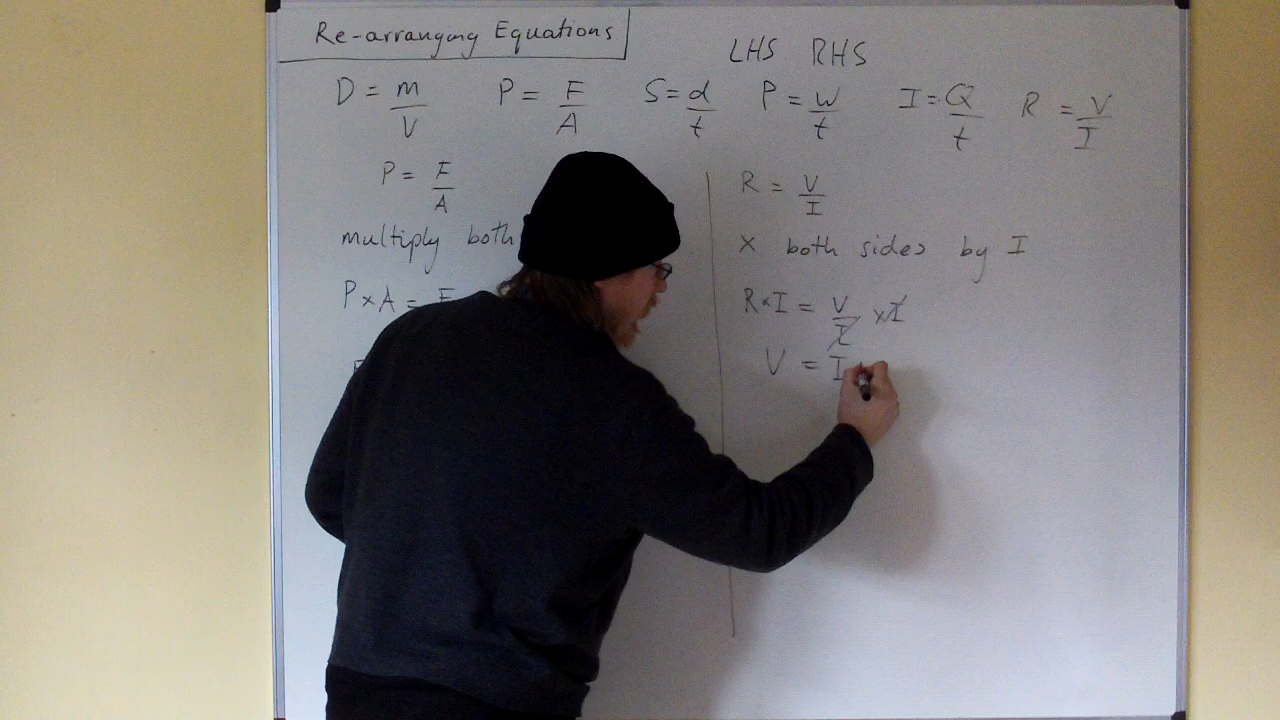 Re-arranging Equations
LHS RHS
D = m/V P = F/A S = d/t P = W/t I = Q/t R = V/I
P = F/A
multiply both
P × A = F
R = V/I
× both sides by I
R × I = V/I × I
V = I